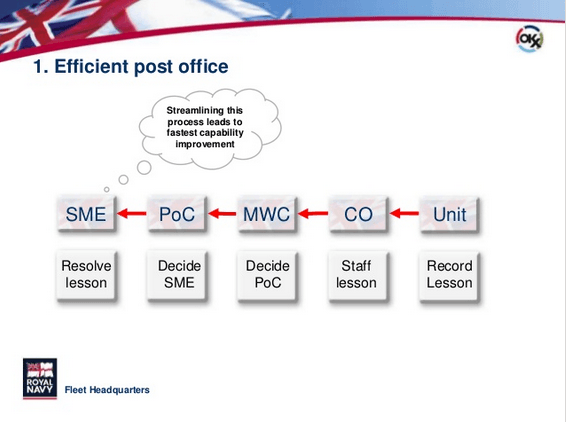 OKx
1. Efficient post office
Streamlining this
process leads to
fastest capability
improvement
SME
PoC
MWC
CO
Unit
Resolve
lesson
Decide
SME
Decide
PoC
Staff
lesson
Record
Lesson
ROYAL
NAVY
Fleet Headquarters